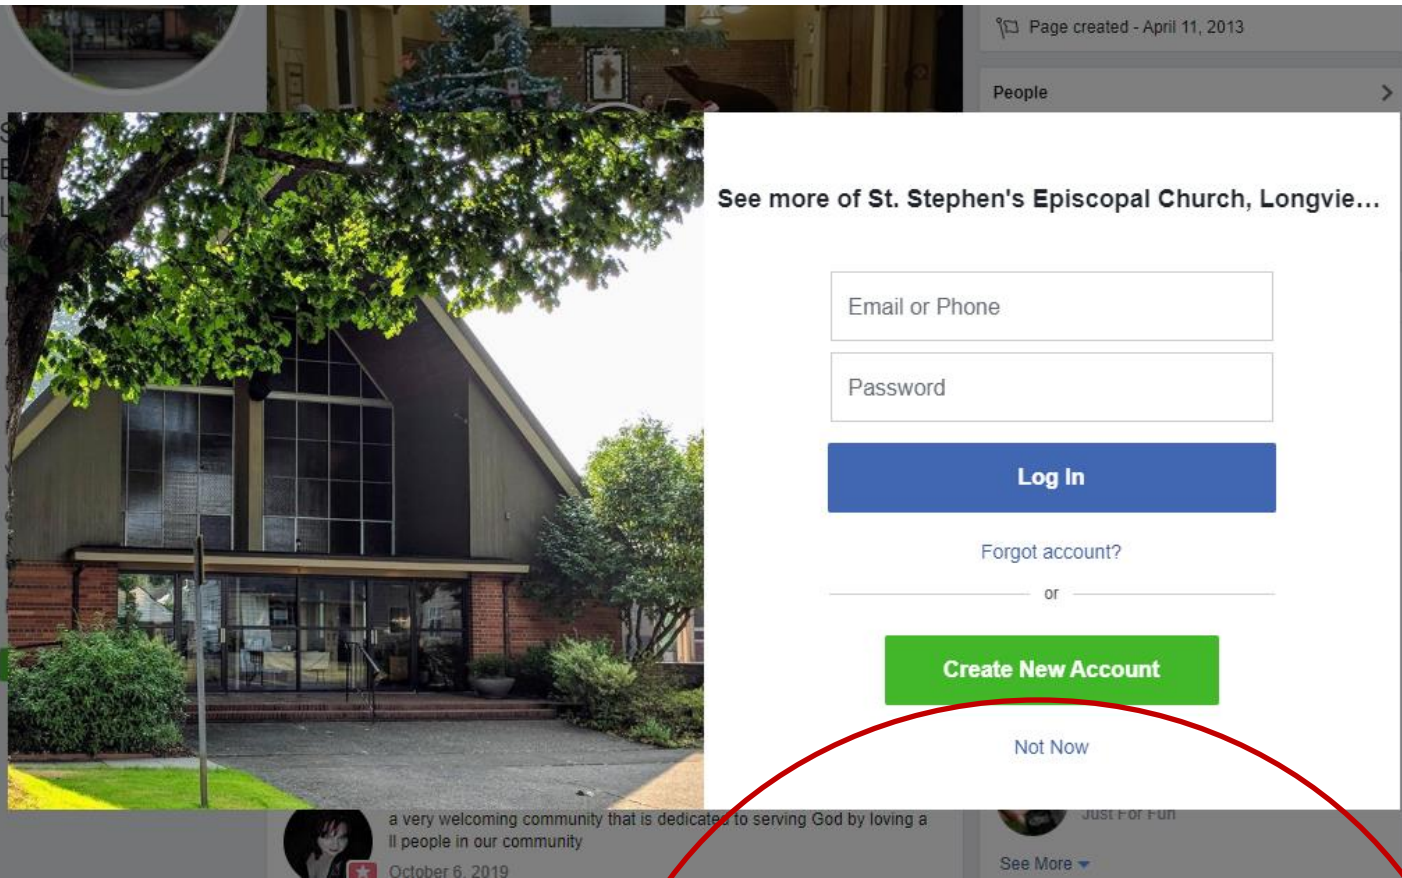 Page created - April 11, 2013
People
See more of St. Stephen's Episcopal Church, Longvie...
Email or Phone
Password
Log In
Forgot account?
or
Create New Account
Not Now
a very welcoming community that is dedicated to serving God by loving a
ll people in our community
October 6, 2019
Just For Fun
See More